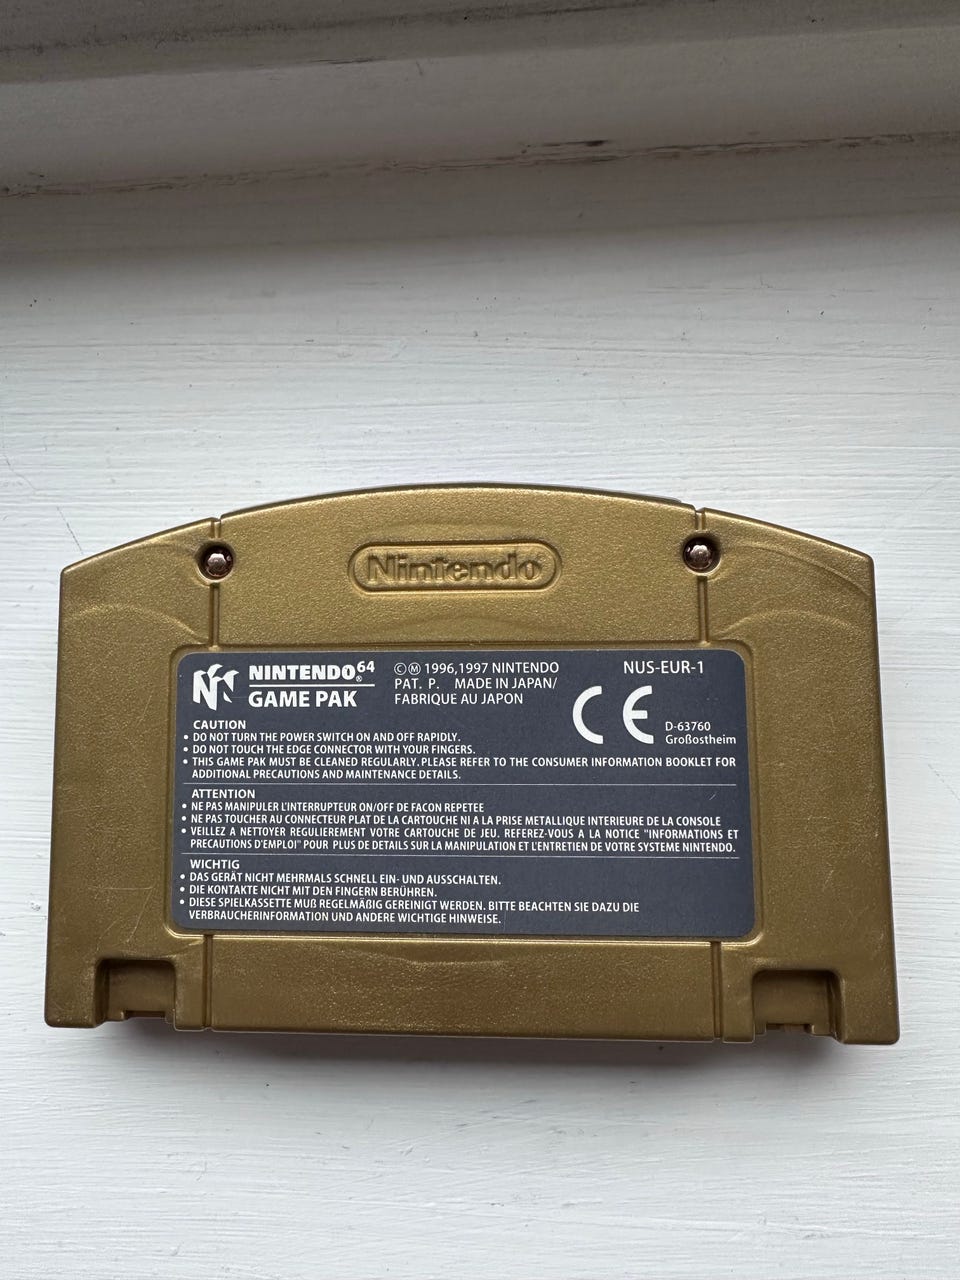 Nintendo
NINTENDO64® ©Ⓜ 1996,1997 NINTENDO NUS-EUR-1
GAME PAK PAT. P. MADE IN JAPAN/
FABRIQUE AU JAPON
CE D-63760
Großostheim
CAUTION
• DO NOT TURN THE POWER SWITCH ON AND OFF RAPIDLY.
• DO NOT TOUCH THE EDGE CONNECTOR WITH YOUR FINGERS.
• THIS GAME PAK MUST BE CLEANED REGULARLY. PLEASE REFER TO THE CONSUMER INFORMATION BOOKLET FOR
ADDITIONAL PRECAUTIONS AND MAINTENANCE DETAILS.
ATTENTION
• NE PAS MANIPULER L'INTERRUPTEUR ON/OFF DE FACON REPETEE
• NE PAS TOUCHER AU CONNECTEUR PLAT DE LA CARTOUCHE NI A LA PRISE METALLIQUE INTERIEURE DE LA CONSOLE
• VEILLEZ A NETTOYER REGULIEREMENT VOTRE CARTOUCHE DE JEU. REFEREZ-VOUS A LA NOTICE "INFORMATIONS ET
PRECAUTIONS D'EMPLOI" POUR PLUS DE DETAILS SUR LA MANIPULATION ET L'ENTRETIEN DE VOTRE SYSTEME NINTENDO.
WICHTIG
• DAS GERÄT NICHT MEHRMALS SCHNELL EIN- UND AUSSCHALTEN.
• DIE KONTAKTE NICHT MIT DEN FINGERN BERÜHREN.
• DIESE SPIELKASSETTE MUß REGELMÄßIG GEREINIGT WERDEN. BITTE BEACHTEN SIE DAZU DIE
VERBRAUCHERINFORMATION UND ANDERE WICHTIGE HINWEISE.